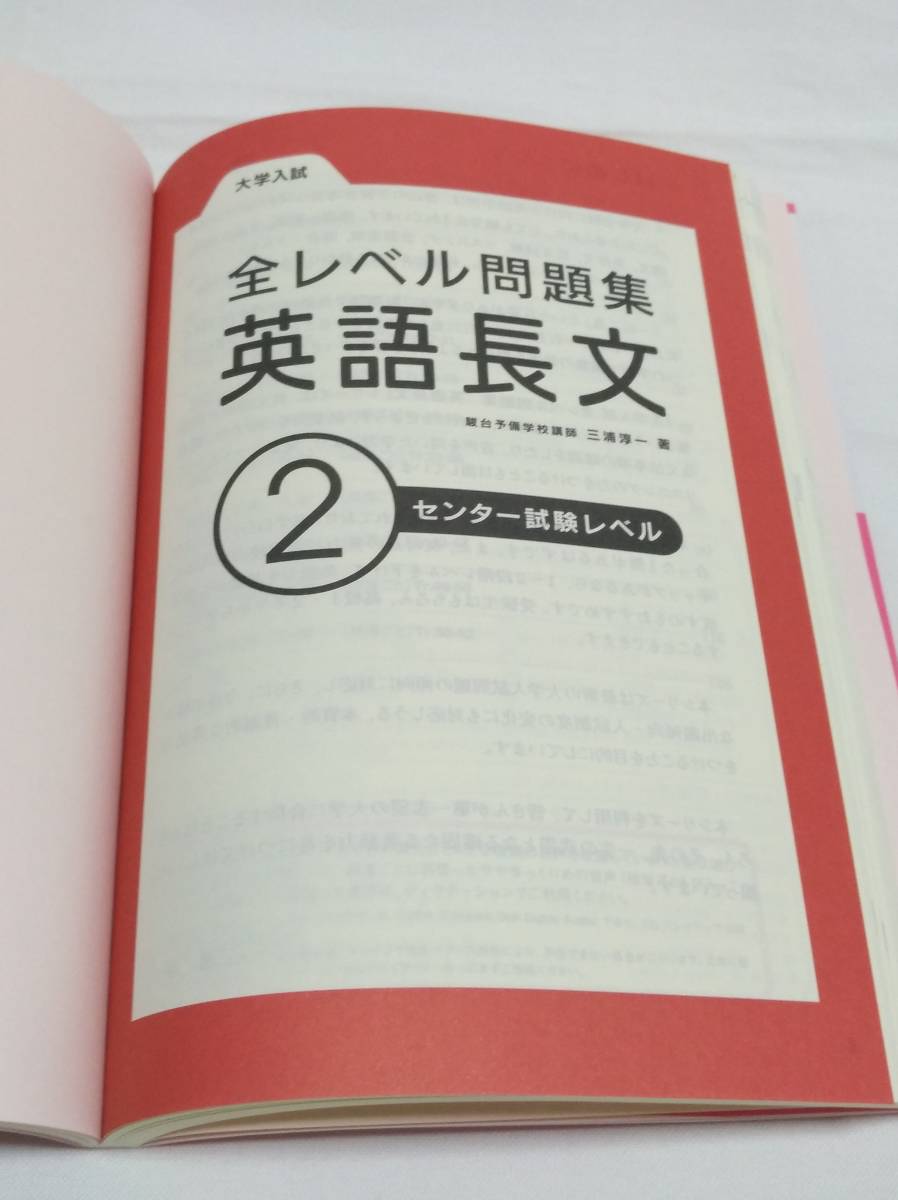 大学入試
全レベル問題集
英語長文
駿台予備学校講師 三浦淳一 著
2 センター試験レベル